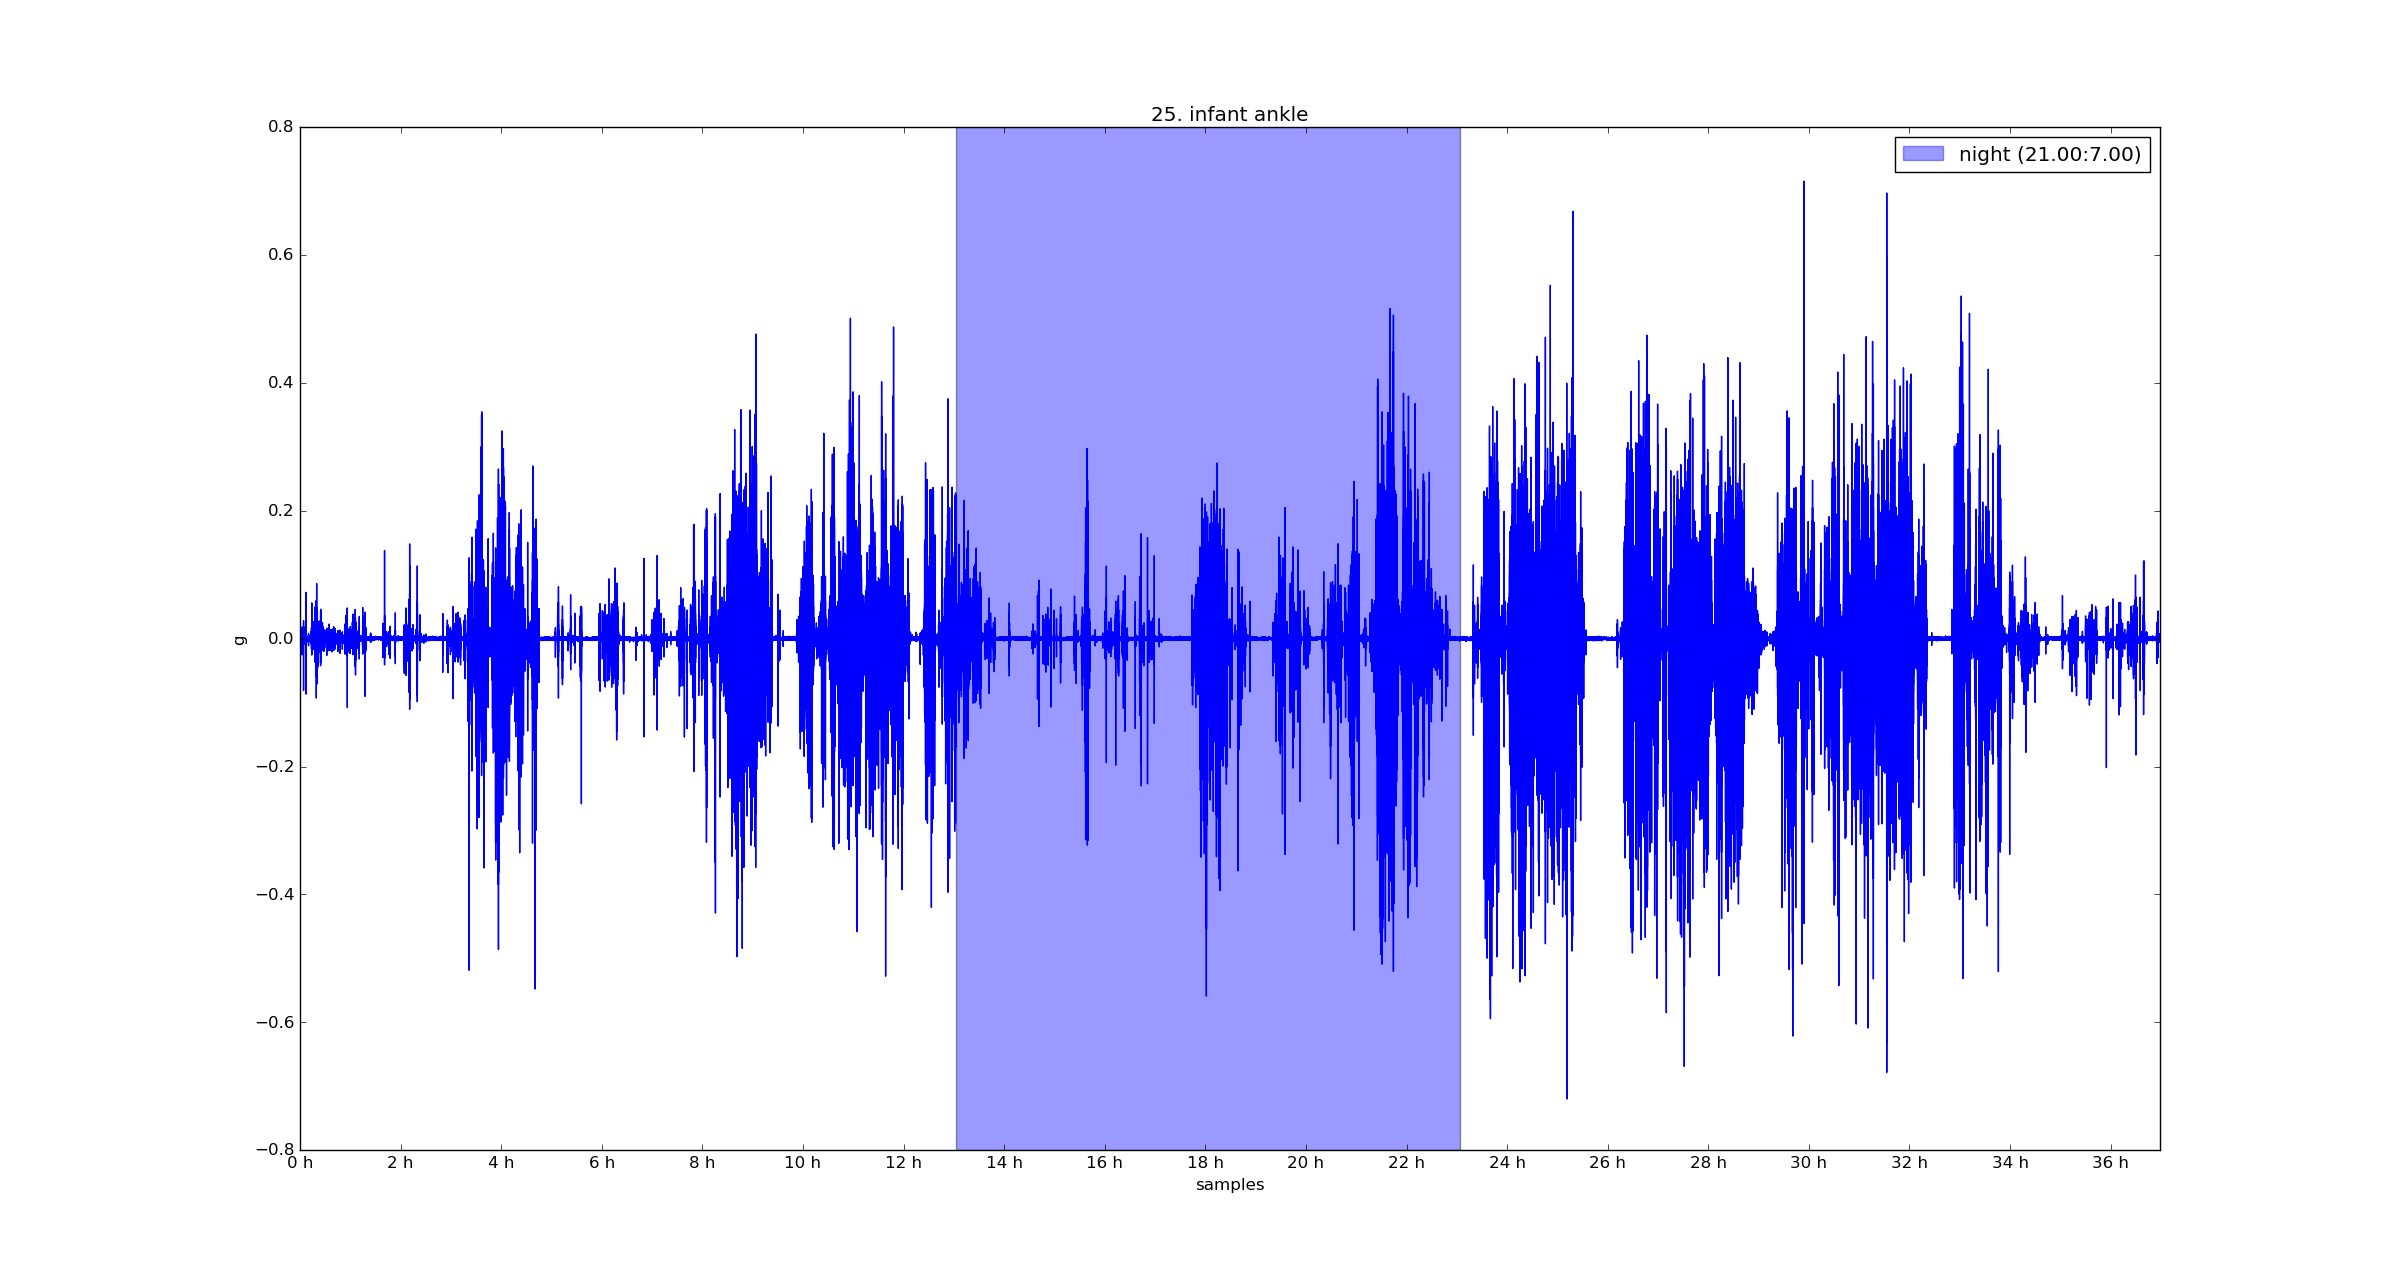 25. infant ankle
night (21.00:7.00)
0.8
0.6
0.4
0.2
0.0
−0.2
−0.4
−0.6
−0.8
g
0 h 2 h 4 h 6 h 8 h 10 h 12 h 14 h 16 h 18 h 20 h 22 h 24 h 26 h 28 h 30 h 32 h 34 h 36 h
samples